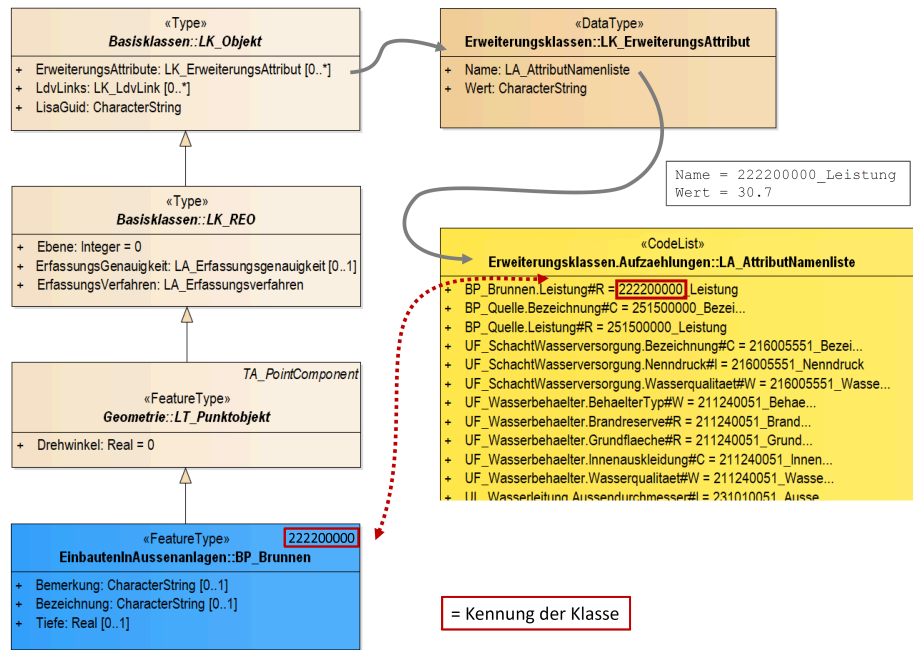 «Type»
Basisklassen::LK_Objekt
+ ErweiterungsAttribute: LK_ErweiterungsAttribut [0..*]
+ LdvLinks: LK_LdvLink [0..*]
+ LisaGuid: CharacterString
«DataType»
Erweiterungsklassen::LK_ErweiterungsAttribut
+ Name: LA_AttributNamenliste
+ Wert: CharacterString
Name = 222200000_Leistung
Wert = 30.7
«Type»
Basisklassen::LK_REO
+ Ebene: Integer = 0
+ ErfassungsGenauigkeit: LA_Erfassungsgenauigkeit [0..1]
+ ErfassungsVerfahren: LA_Erfassungsverfahren
«CodeList»
Erweiterungsklassen.Aufzaehlungen::LA_AttributNamenliste
+ BP_Brunnen.Leistung#R = 222200000_Leistung
+ BP_Quelle.Bezeichnung#C = 251500000_Bezei...
+ BP_Quelle.Leistung#R = 251500000_Leistung
+ UF_SchachtWasserversorgung.Bezeichnung#C = 216005551_Bezei...
+ UF_SchachtWasserversorgung.Nenndruck#I = 216005551_Nenndruck
+ UF_SchachtWasserversorgung.Wasserqualitaet#W = 216005551_Wasse...
+ UF_Wasserbehaelter.BehaelterTyp#W = 211240051_Behae...
+ UF_Wasserbehaelter.Brandreserve#R = 211240051_Brand...
+ UF_Wasserbehaelter.Grundflaeche#R = 211240051_Grund...
+ UF_Wasserbehaelter.Innenauskleidung#C = 211240051_Innen...
+ UF_Wasserbehaelter.Wasserqualitaet#W = 211240051_Wasse...
+ UL_Wasserleitung.Aussendurchmesser#I = 231010051_Ausse
TA_PointComponent
«FeatureType»
Geometrie::LT_Punktobjekt
+ Drehwinkel: Real = 0
«FeatureType»
222200000
EinbautenInAussenanlagen::BP_Brunnen
+ Bemerkung: CharacterString [0..1]
+ Bezeichnung: CharacterString [0..1]
+ Tiefe: Real [0..1]
= Kennung der Klasse